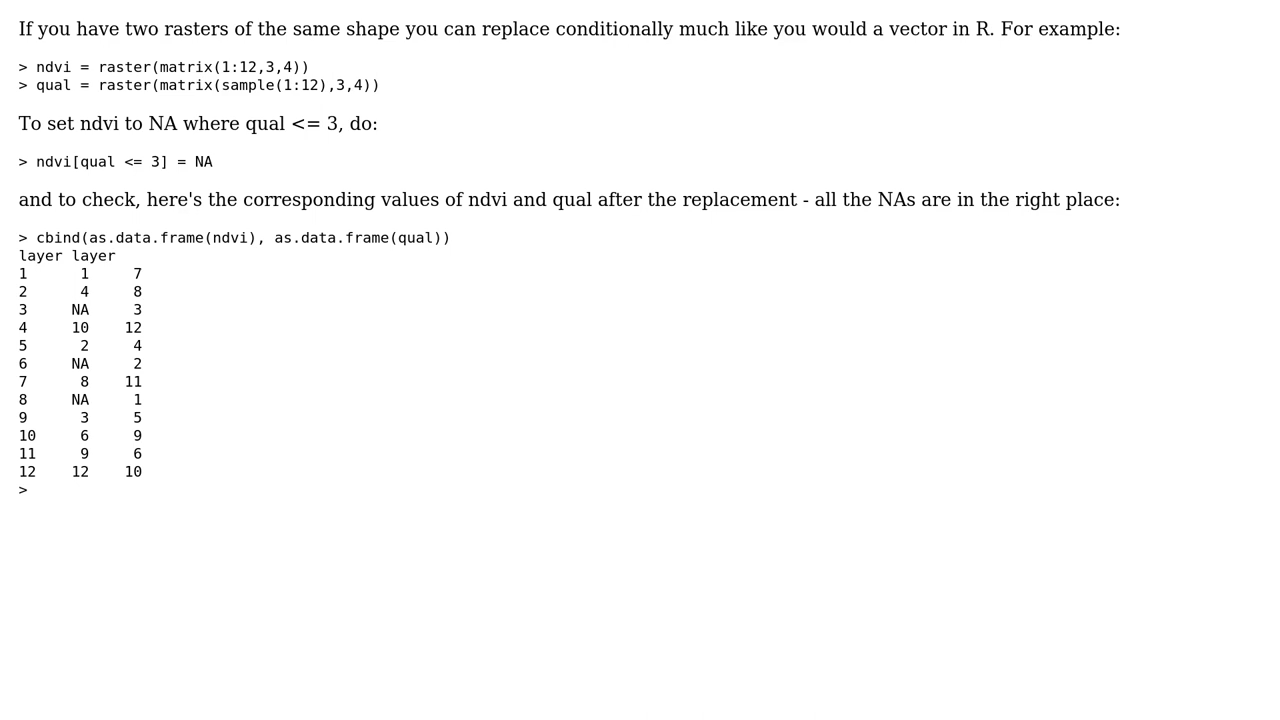 If you have two rasters of the same shape you can replace conditionally much like you would a vector in R. For example:
> ndvi = raster(matrix(1:12,3,4))
> qual = raster(matrix(sample(1:12),3,4))
To set ndvi to NA where qual <= 3, do:
> ndvi[qual <= 3] = NA
and to check, here's the corresponding values of ndvi and qual after the replacement - all the NAs are in the right place:
> cbind(as.data.frame(ndvi), as.data.frame(qual))
layer layer
1      1     7
2      4     8
3     NA     3
4     10    12
5      2     4
6     NA     2
7      8    11
8     NA     1
9      3     5
10     6     9
11     9     6
12    12    10
>